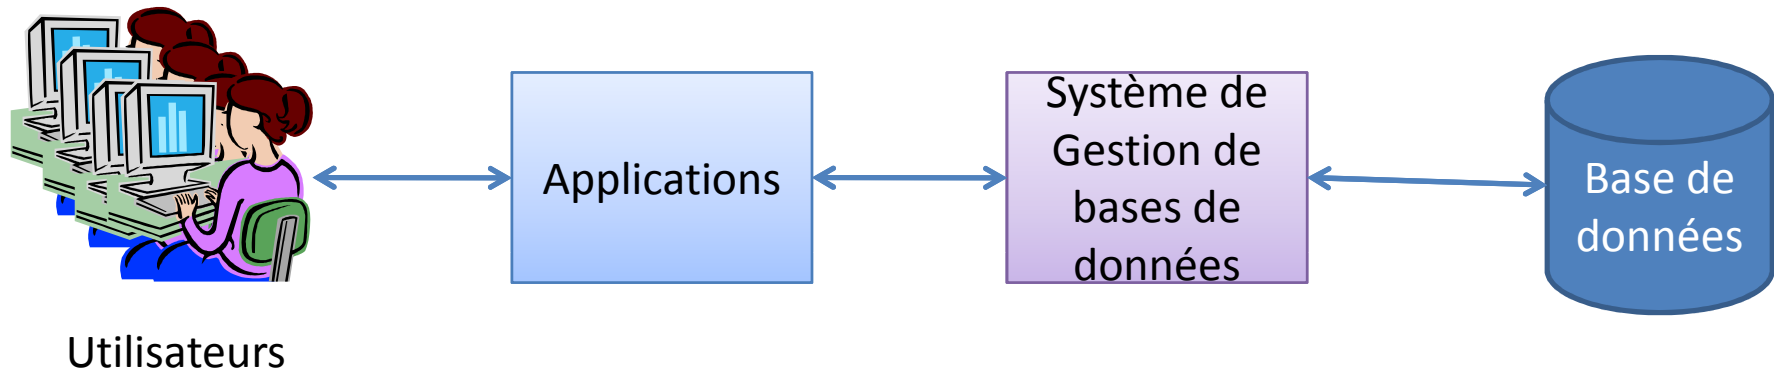 Applications
Système de
Gestion de
bases de
données
Base de
données
Utilisateurs